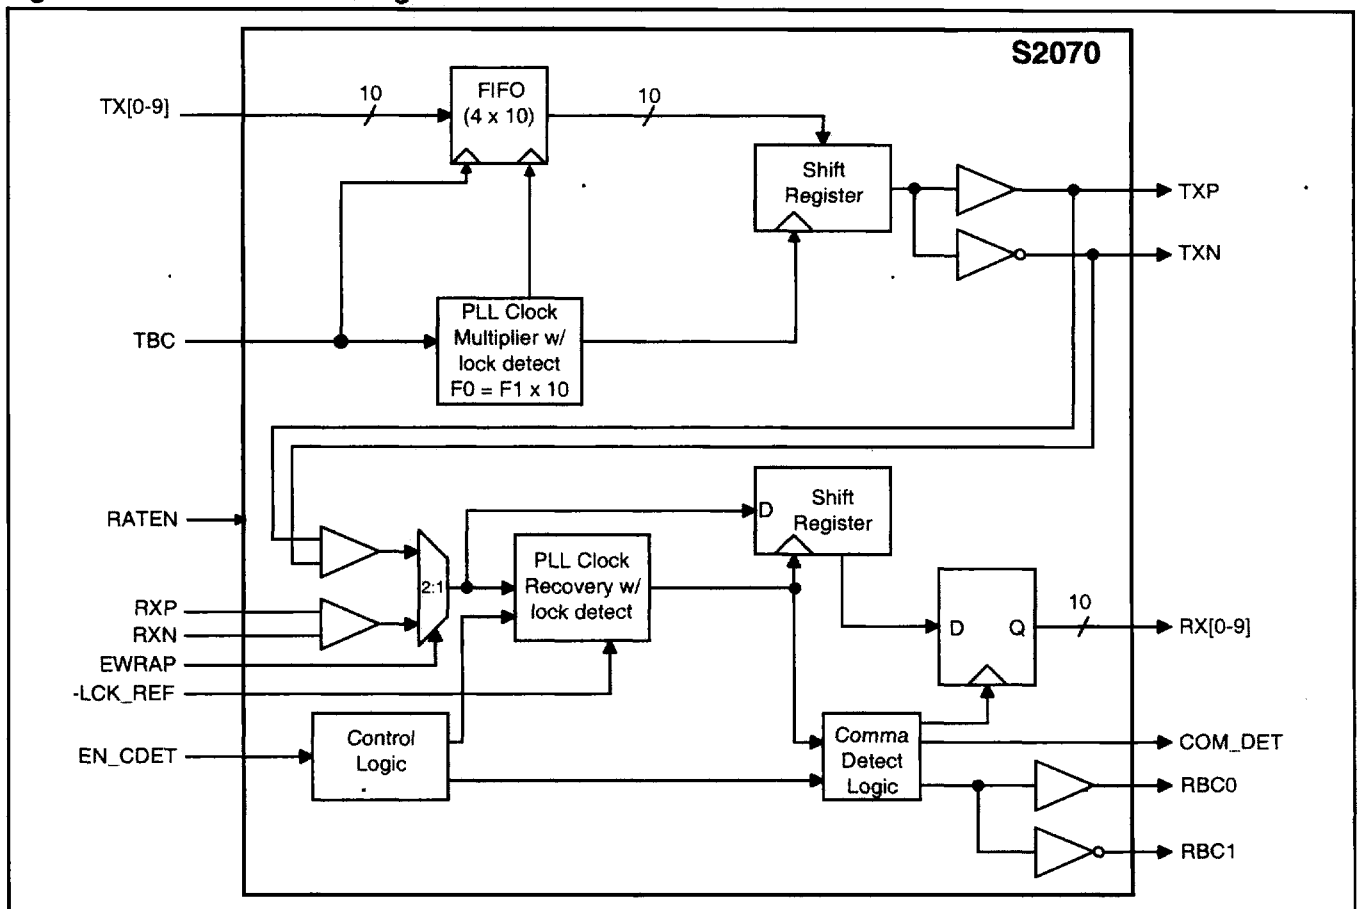 S2070
TX[0-9]
10
FIFO
(4 x 10)
10
Shift
Register
TXP
TXN
TBC
PLL Clock
Multiplier w/
lock detect
F0 = F1 x 10
RATEN
D
Shift
Register
2:1
PLL Clock
Recovery w/
lock detect
RXP
RXN
EWRAP
-LCK_REF
D
Q
10
RX[0-9]
EN_CDET
Control
Logic
Comma
Detect
Logic
COM_DET
RBC0
RBC1